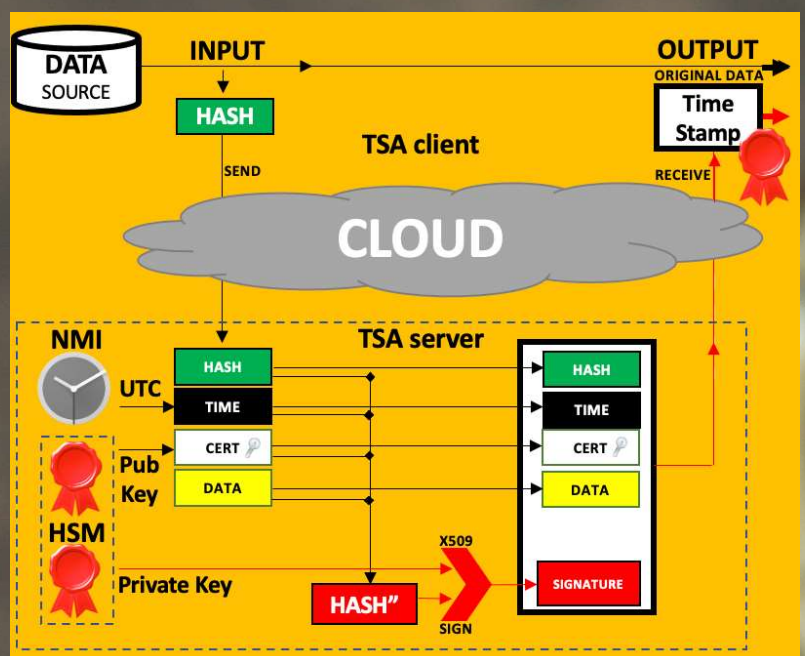 DATA
SOURCE
INPUT
OUTPUT
ORIGINAL DATA
HASH
Time
Stamp
TSA client
SEND
RECEIVE
CLOUD
TSA server
NMI
UTC
HASH
TIME
CERT
DATA
HASH
TIME
CERT
DATA
Pub
Key
HSM
Private Key
HASH”
X509
SIGN
SIGNATURE